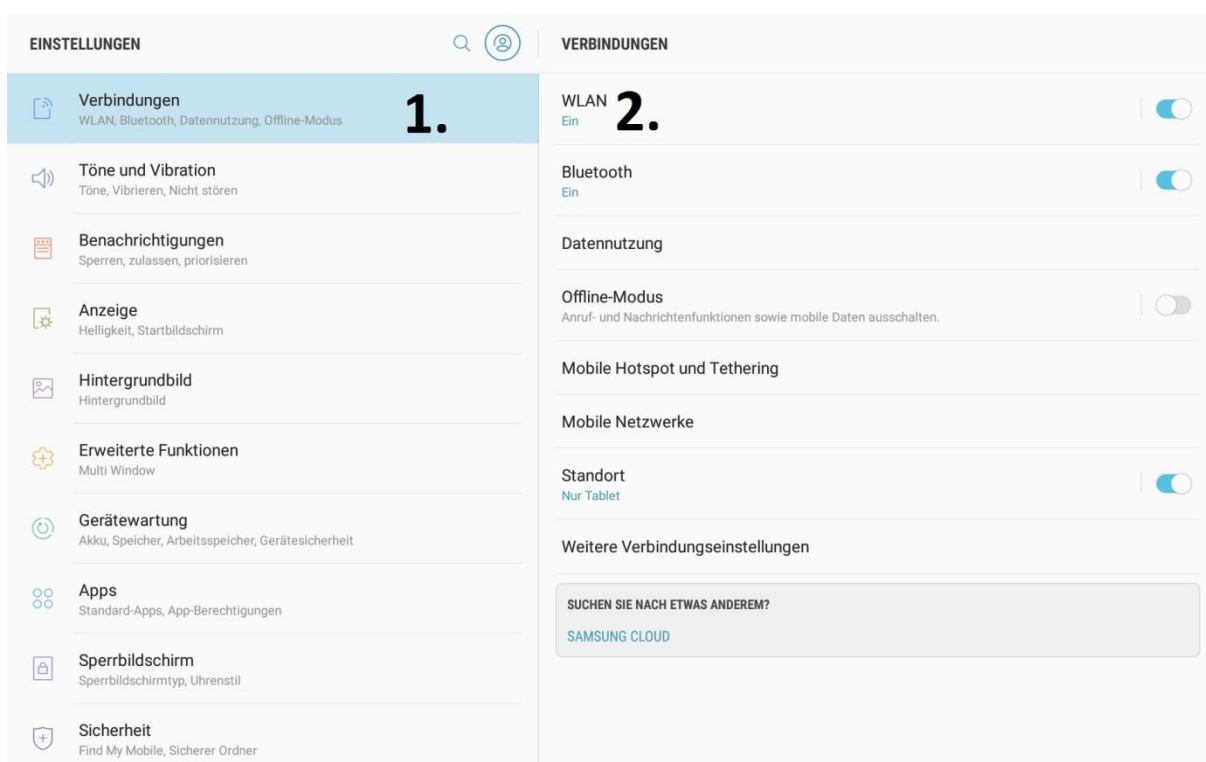 EINSTELLUNGEN
Verbindungen
1.
WLAN, Bluetooth, Datennutzung, Offline-Modus
Töne und Vibration
Töne, Vibrieren, Nicht stören
Benachrichtigungen
Sperren, zulassen, priorisieren
Anzeige
Helligkeit, Startbildschirm
Hintergrundbild
Hintergrundbild
Erweiterte Funktionen
Multi Window
Gerätewartung
Akku, Speicher, Arbeitsspeicher, Gerätesicherheit
Apps
Standard-Apps, App-Berechtigungen
Sperrbildschirm
Sperrbildschirmtyp, Uhrenstil
Sicherheit
Find My Mobile, Sicherer Ordner
VERBINDUNGEN
WLAN 2.
Ein
Bluetooth
Ein
Datennutzung
Offline-Modus
Anruf- und Nachrichtenfunktionen sowie mobile Daten ausschalten.
Mobile Hotspot und Tethering
Mobile Netzwerke
Standort
Nur Tablet
Weitere Verbindungseinstellungen
SUCHEN SIE NACH ETWAS ANDEREM?
SAMSUNG CLOUD